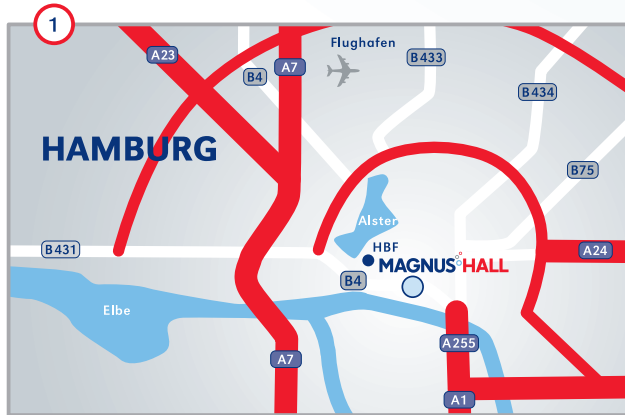 1
Flughafen
A23
A7
B433
B4
B434
HAMBURG
B75
Alster
B431
HBF
A24
MAGNUS HALL
B4
Elbe
A255
A7
A1